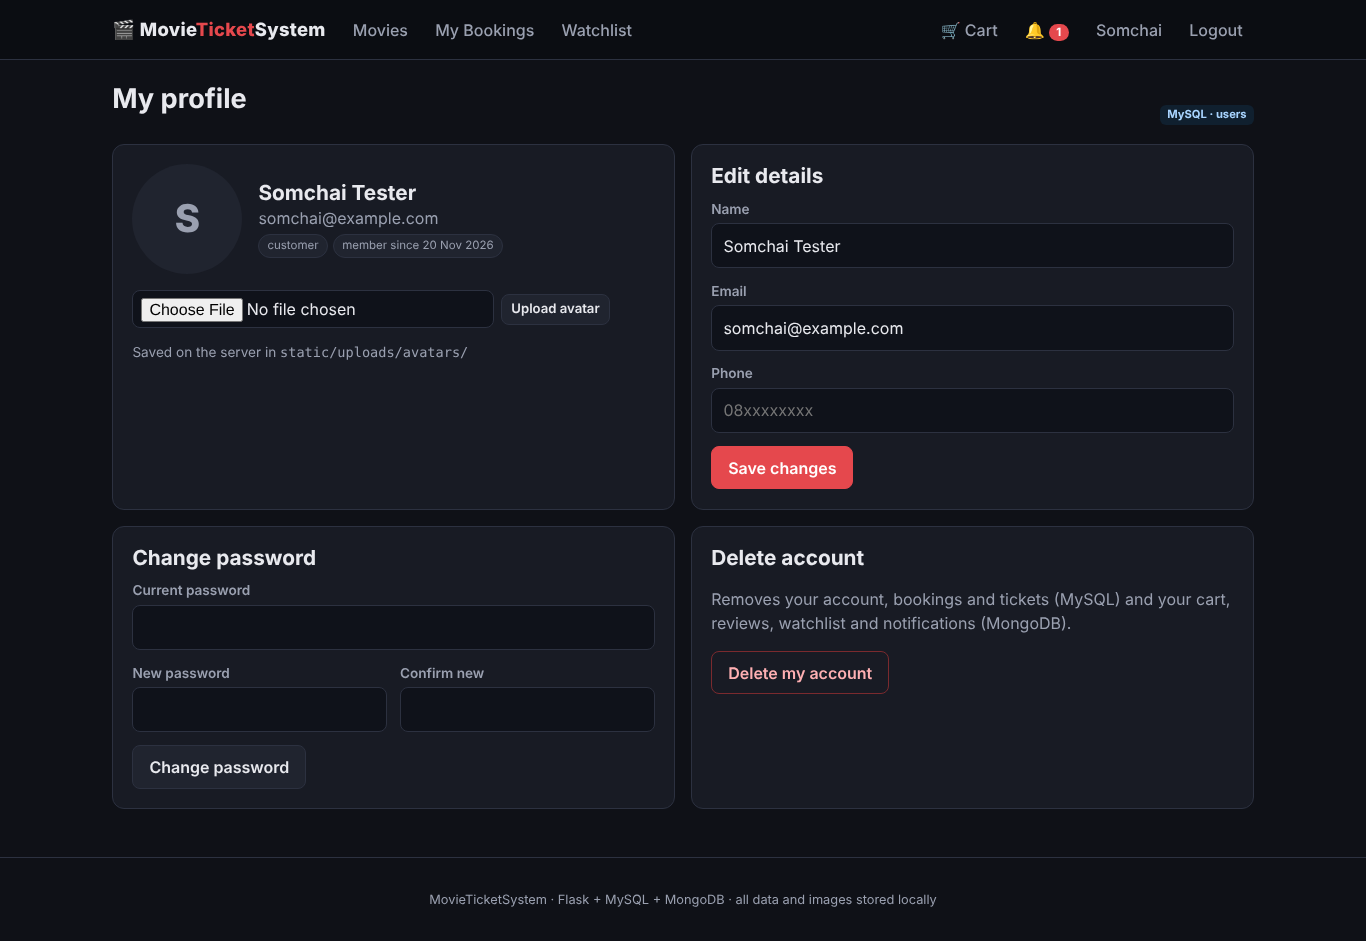 🎬 MovieTicketSystem Movies My Bookings Watchlist 🛒 Cart 🔔 1 Somchai Logout
My profile
MySQL · users
S
Somchai Tester
somchai@example.com
customer member since 20 Nov 2026
Choose File No file chosen Upload avatar
Saved on the server in static/uploads/avatars/
Edit details
Name
Somchai Tester
Email
somchai@example.com
Phone
08xxxxxxxx
Save changes
Change password
Current password
New password Confirm new
Change password
Delete account
Removes your account, bookings and tickets (MySQL) and your cart,
reviews, watchlist and notifications (MongoDB).
Delete my account
MovieTicketSystem · Flask + MySQL + MongoDB · all data and images stored locally